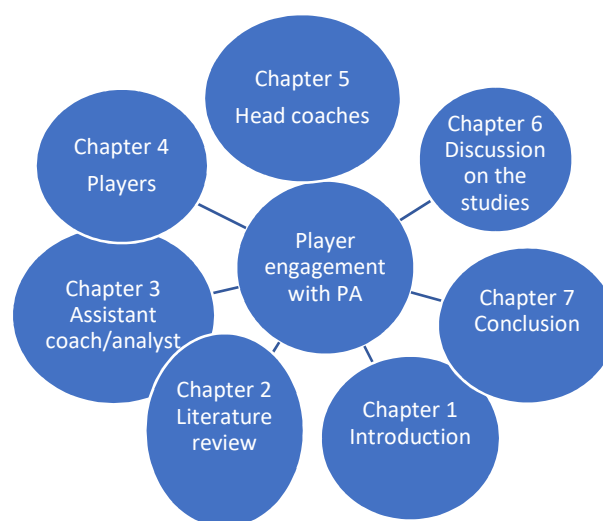 Chapter 5
Head coaches
Chapter 4
Players
Chapter 6
Discussion
on the
studies
Player
engagement
with PA
Chapter 3
Assistant
coach/analyst
Chapter 7
Conclusion
Chapter 2
Literature
review
Chapter 1
Introduction